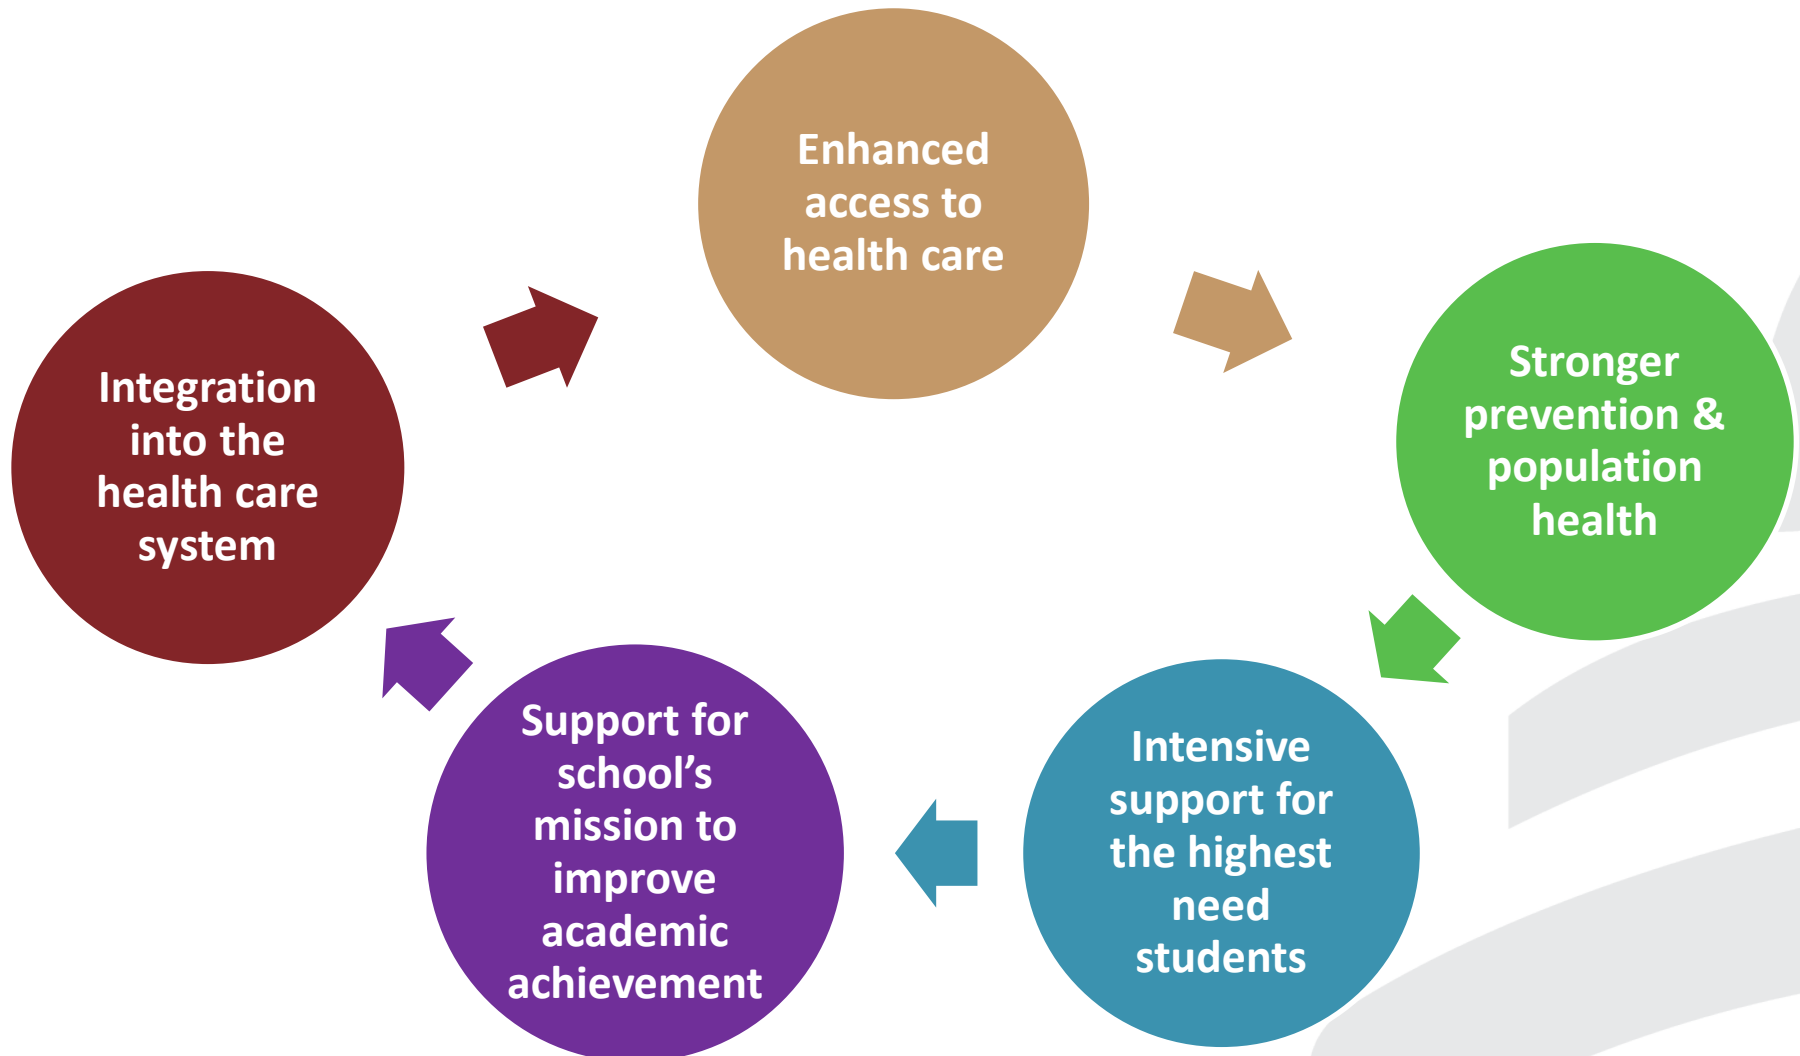 Enhanced
access to
health care
Stronger
prevention &
population
health
Intensive
support for
the highest
need
students
Support for
school’s
mission to
improve
academic
achievement
Integration
into the
health care
system